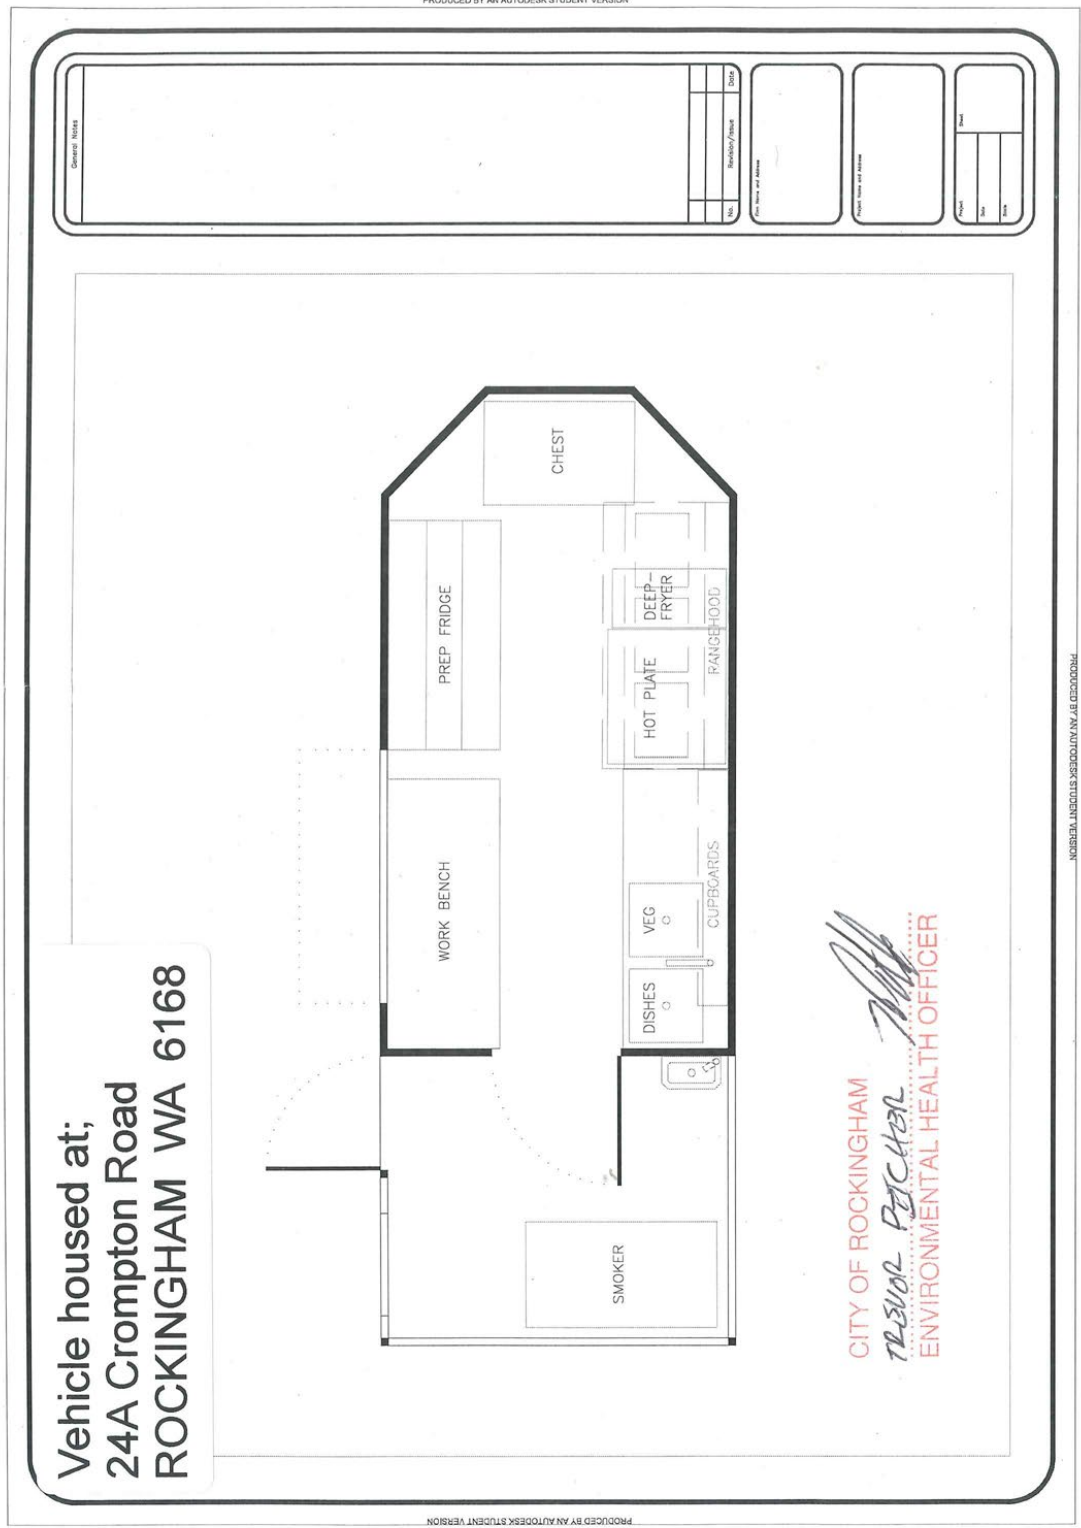 PRODUCED BY AN AUTODESK STUDENT VERSION
General Notes
No.
Revision/Issue
Date
Firm Name and Address
Project Name and Address
Project
Sheet
Date
Scale
Vehicle housed at;
24A Crompton Road
ROCKINGHAM WA 6168
WORK BENCH
PREP FRIDGE
CHEST
SMOKER
DISHES
VEG
CUPBOARDS
HOT PLATE
DEEP-
FRYER
RANGEHOOD
CITY OF ROCKINGHAM
TREVOR PITCHER
ENVIRONMENTAL HEALTH OFFICER
PRODUCED BY AN AUTODESK STUDENT VERSION
PRODUCED BY AN AUTODESK STUDENT VERSION